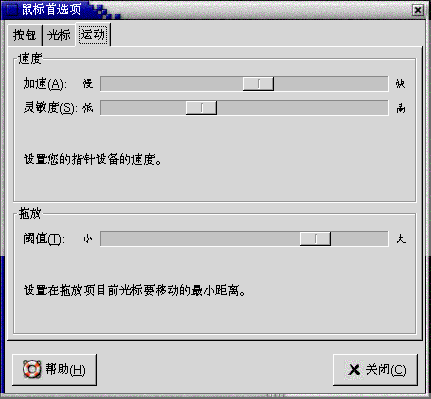 鼠标首选项
按钮 光标 运动
速度
加速(A): 慢 快
灵敏度(S): 低 高
设置您的指针设备的速度。
拖放
阈值(T): 小 大
设置在拖放项目前光标要移动的最小距离。
帮助(H) 关闭(C)